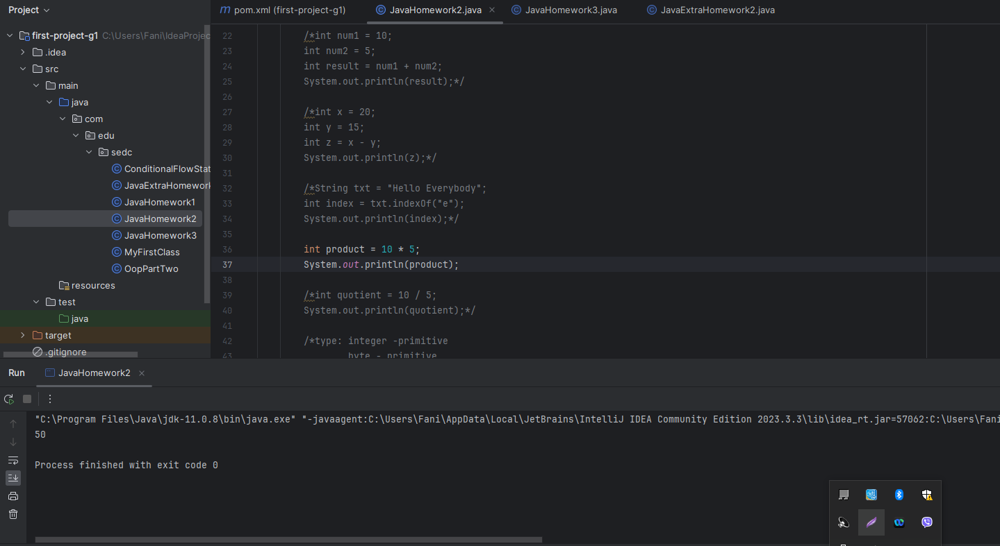 Project
pom.xml (first-project-g1)
JavaHomework2.java
JavaHomework3.java
JavaExtraHomework2.java
first-project-g1 C:\Users\Fani\IdeaProjec
.idea
src
main
java
com
edu
sedc
ConditionalFlowStat
JavaExtraHomework
JavaHomework1
JavaHomework2
JavaHomework3
MyFirstClass
OopPartTwo
resources
test
java
target
.gitignore
22 /*int num1 = 10;
23 int num2 = 5;
24 int result = num1 + num2;
25 System.out.println(result);*/
26
27 /*int x = 20;
28 int y = 15;
29 int z = x - y;
30 System.out.println(z);*/
31
32 /*String txt = "Hello Everybody";
33 int index = txt.indexOf("e");
34 System.out.println(index);*/
35
36 int product = 10 * 5;
37 System.out.println(product);
38
39 /*int quotient = 10 / 5;
40 System.out.println(quotient);*/
41
42 /*type: integer -primitive
43 byte - primitive
Run
JavaHomework2
"C:\Program Files\Java\jdk-11.0.8\bin\java.exe" "-javaagent:C:\Users\Fani\AppData\Local\JetBrains\IntelliJ IDEA Community Edition 2023.3.3\lib\idea_rt.jar=57062:C:\Users\Fani
50
Process finished with exit code 0